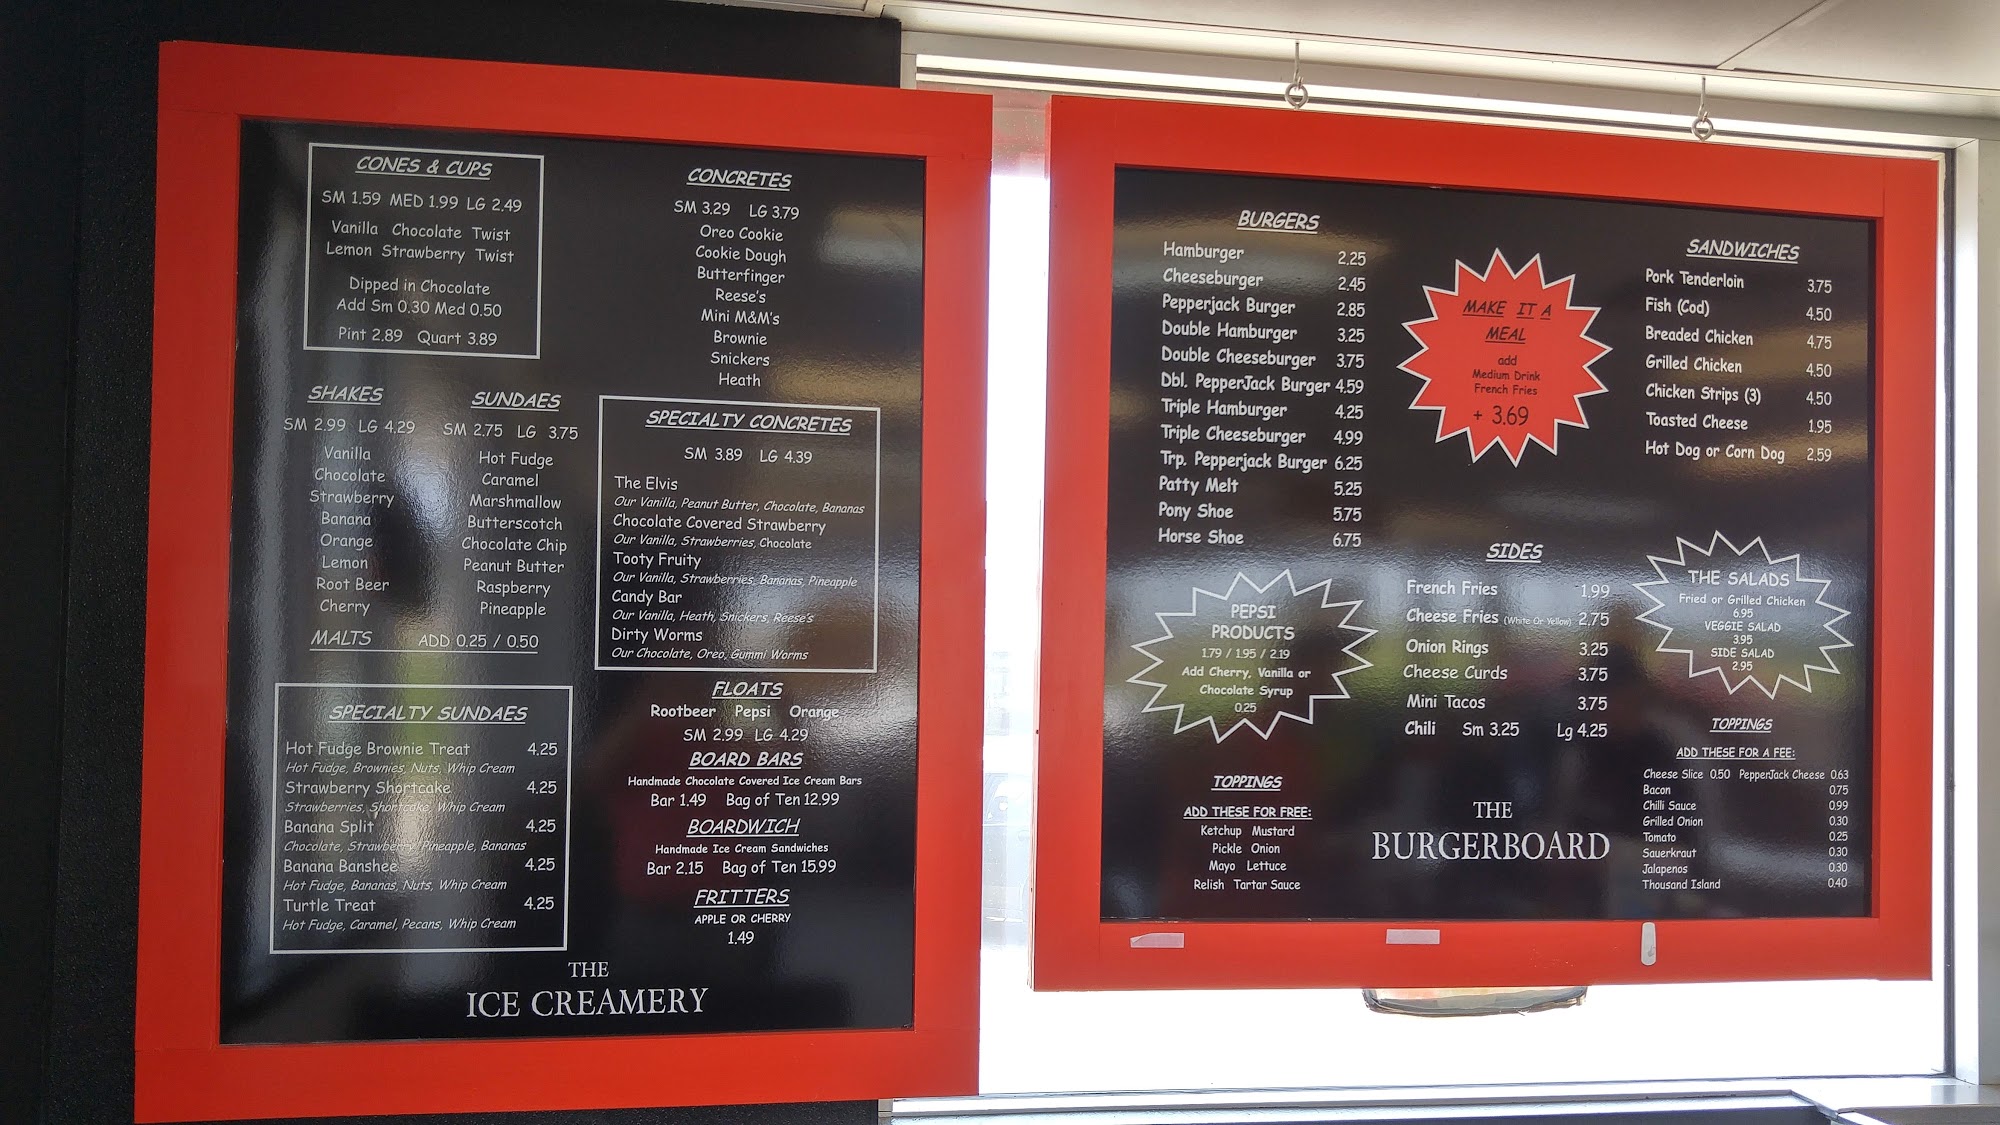 CONES & CUPS
SM 1.59 MED 1.99 LG 2.49
Vanilla Chocolate Twist
Lemon Strawberry Twist
Dipped in Chocolate
Add Sm 0.30 Med 0.50
Pint 2.89 Quart 3.89
SHAKES
SM 2.99 LG 4.29
Vanilla
Chocolate
Strawberry
Banana
Orange
Lemon
Root Beer
Cherry
MALTS ADD 0.25 / 0.50
SUNDAES
SM 2.75 LG 3.75
Hot Fudge
Caramel
Marshmallow
Butterscotch
Chocolate Chip
Peanut Butter
Raspberry
Pineapple
SPECIALTY SUNDAES
Hot Fudge Brownie Treat 4.25
Hot Fudge, Brownies, Nuts, Whip Cream
Strawberry Shortcake 4.25
Strawberries, Shortcake, Whip Cream
Banana Split 4.25
Chocolate, Strawberry, Pineapple, Bananas
Banana Banshee 4.25
Hot Fudge, Bananas, Nuts, Whip Cream
Turtle Treat 4.25
Hot Fudge, Caramel, Pecans, Whip Cream
CONCRETES
SM 3.29 LG 3.79
Oreo Cookie
Cookie Dough
Butterfinger
Reese's
Mini M&M's
Brownie
Snickers
Heath
SPECIALTY CONCRETES
SM 3.89 LG 4.39
The Elvis
Our Vanilla, Peanut Butter, Chocolate, Bananas
Chocolate Covered Strawberry
Our Vanilla, Strawberries, Chocolate
Tooty Fruity
Our Vanilla, Strawberries, Bananas, Pineapple
Candy Bar
Our Vanilla, Heath, Snickers, Reese's
Dirty Worms
Our Chocolate, Oreo, Gummi Worms
FLOATS
Rootbeer Pepsi Orange
SM 2.99 LG 4.29
BOARD BARS
Handmade Chocolate Covered Ice Cream Bars
Bar 1.49 Bag of Ten 12.99
BOARDWICH
Handmade Ice Cream Sandwiches
Bar 2.15 Bag of Ten 15.99
FRITTERS
APPLE OR CHERRY
1.49
THE
ICE CREAMERY
BURGERS
Hamburger 2.25
Cheeseburger 2.45
Pepperjack Burger 2.85
Double Hamburger 3.25
Double Cheeseburger 3.75
Dbl. PepperJack Burger 4.59
Triple Hamburger 4.25
Triple Cheeseburger 4.99
Trp. Pepperjack Burger 6.25
Patty Melt 5.25
Pony Shoe 5.75
Horse Shoe 6.75
MAKE IT A
MEAL
add
Medium Drink
French Fries
+ 3.69
SANDWICHES
Pork Tenderloin 3.75
Fish (Cod) 4.50
Breaded Chicken 4.75
Grilled Chicken 4.50
Chicken Strips (3) 4.50
Toasted Cheese 1.95
Hot Dog or Corn Dog 2.59
PEPSI
PRODUCTS
1.79 / 1.95 / 2.19
Add Cherry, Vanilla or
Chocolate Syrup
0.25
SIDES
French Fries 1.99
Cheese Fries (White Or Yellow) 2.75
Onion Rings 3.25
Cheese Curds 3.75
Mini Tacos 3.75
Chili Sm 3.25 Lg 4.25
THE SALADS
Fried or Grilled Chicken
6.95
VEGGIE SALAD
3.95
SIDE SALAD
2.95
TOPPINGS
ADD THESE FOR FREE:
Ketchup Mustard
Pickle Onion
Mayo Lettuce
Relish Tartar Sauce
THE
BURGERBOARD
TOPPINGS
ADD THESE FOR A FEE:
Cheese Slice 0.50 PepperJack Cheese 0.63
Bacon 0.75
Chilli Sauce 0.99
Grilled Onion 0.30
Tomato 0.25
Sauerkraut 0.30
Jalapenos 0.30
Thousand Island 0.40